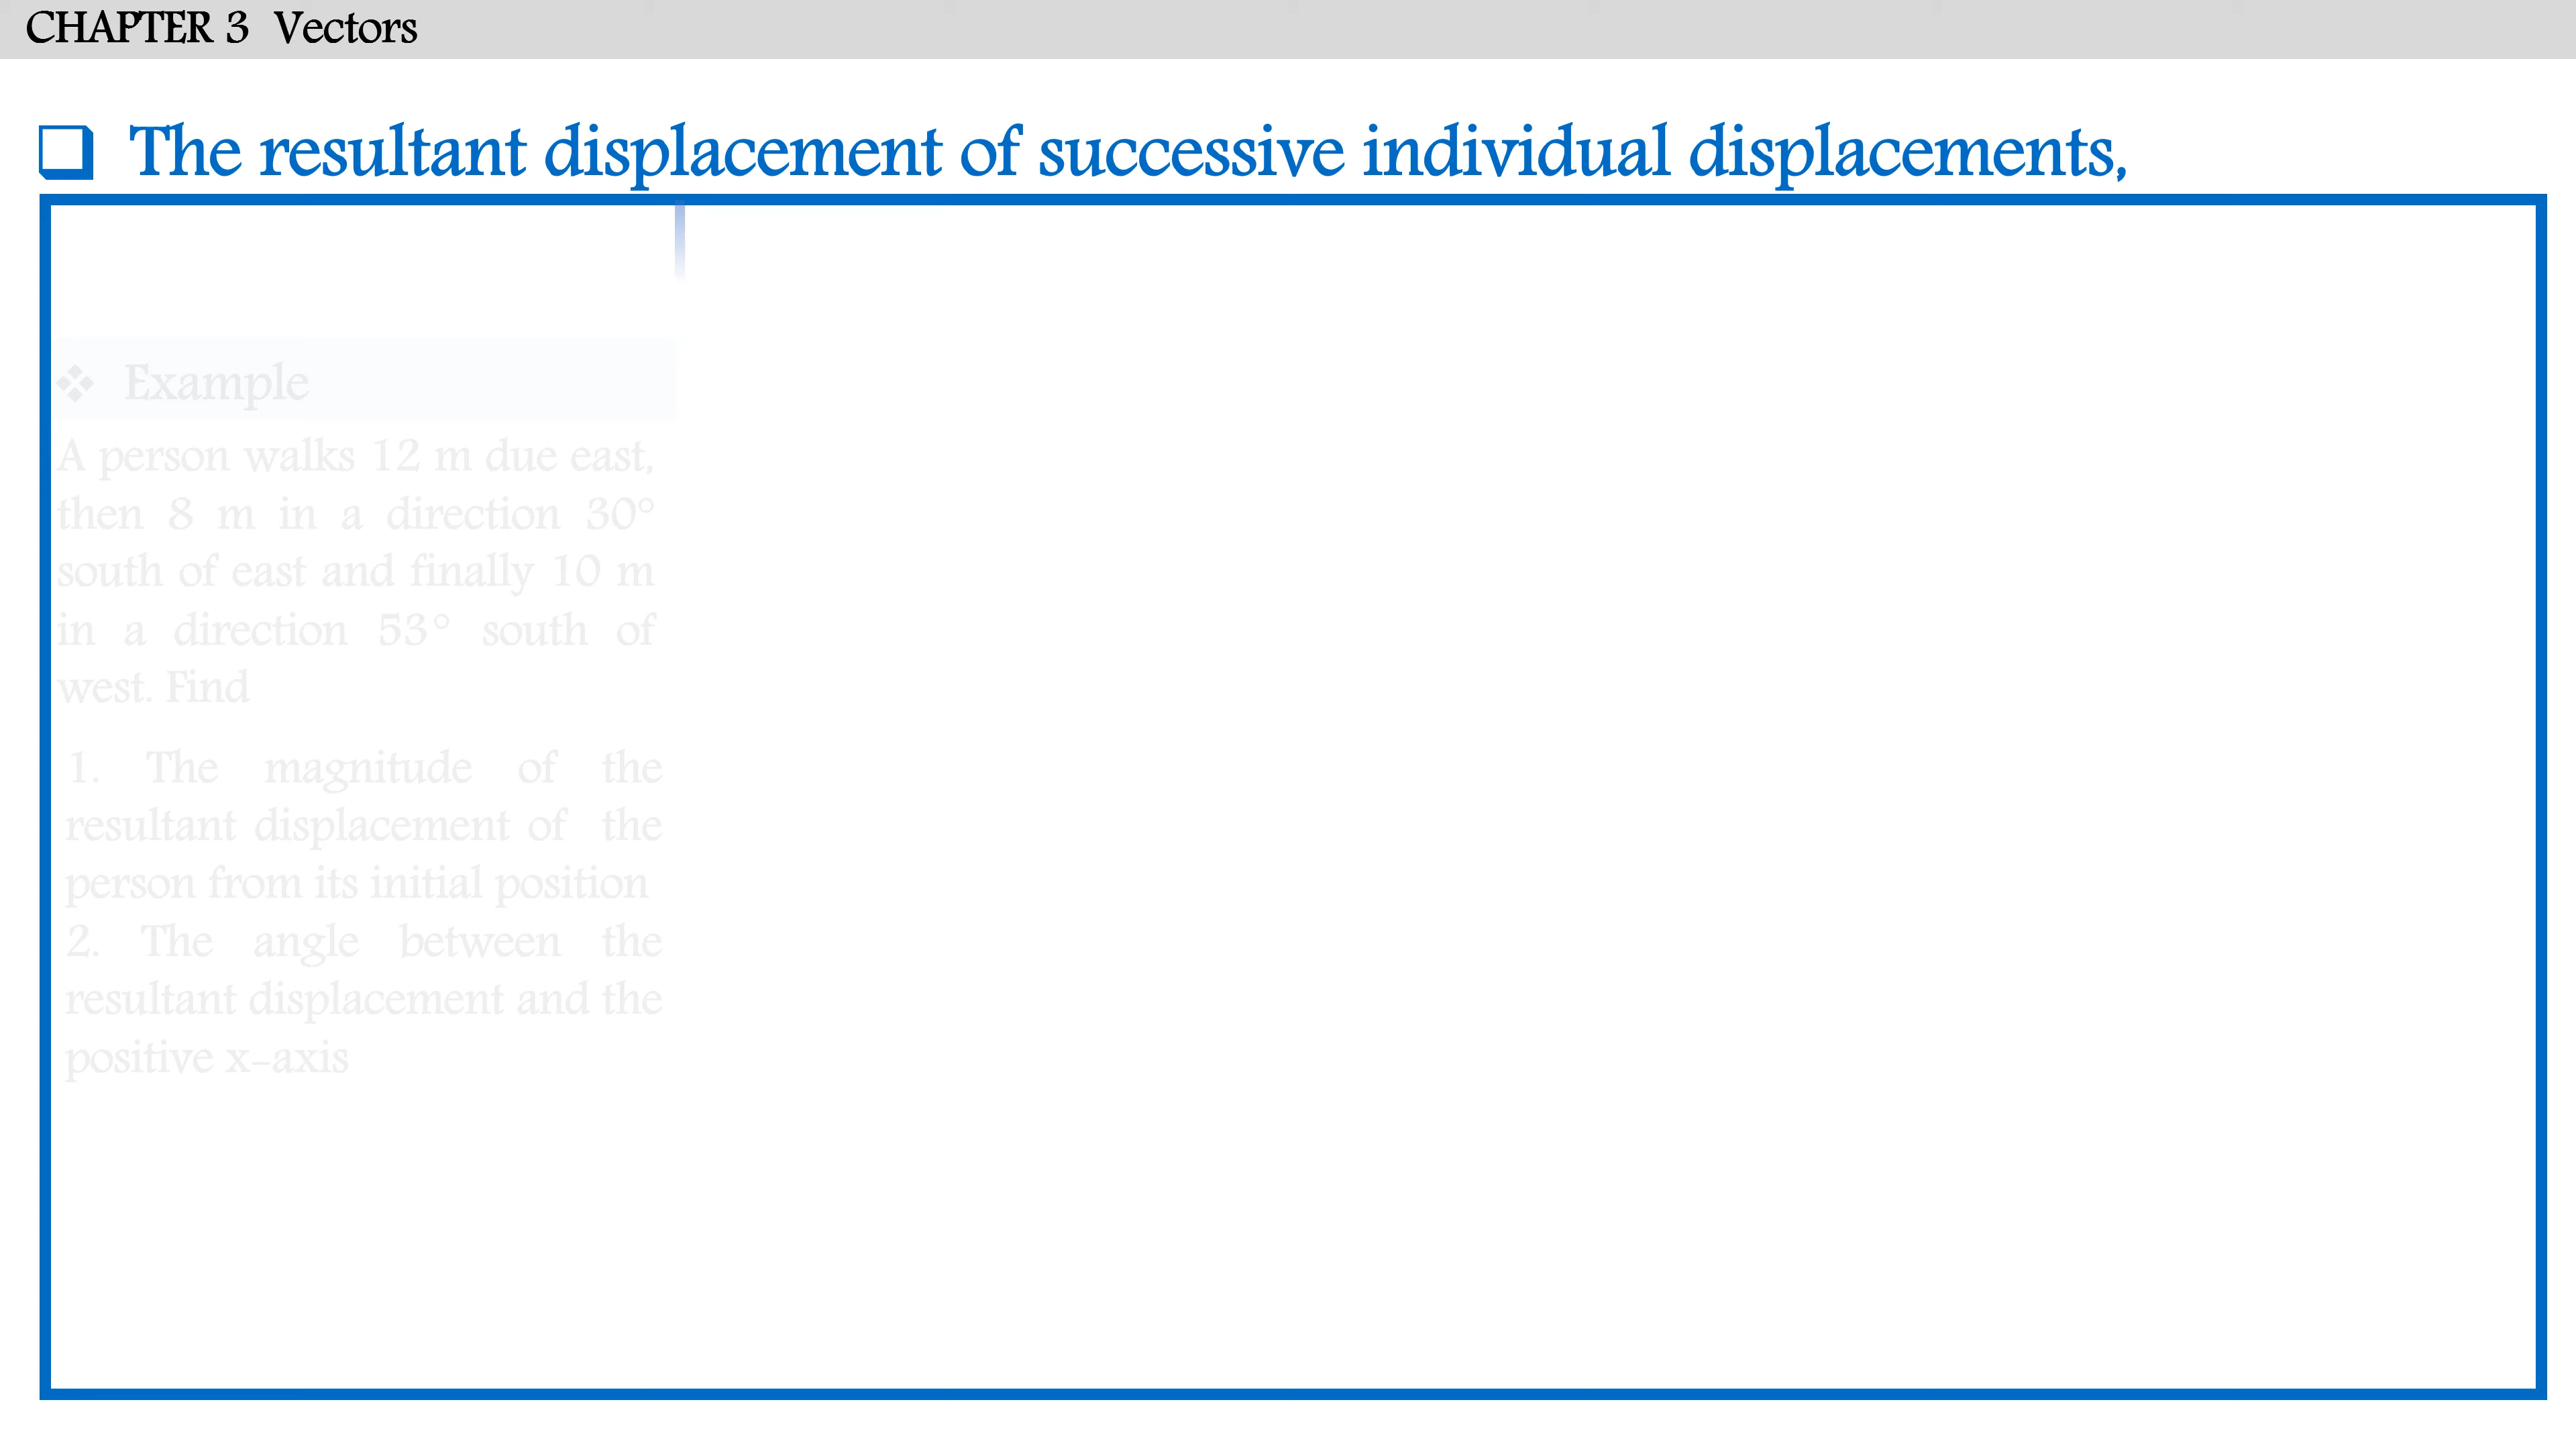 CHAPTER 3 Vectors
The resultant displacement of successive individual displacements,
Example
A person walks 12 m due east,
then 8 m in a direction 30°
south of east and finally 10 m
in a direction 53° south of
west. Find
1. The magnitude of the
resultant displacement of the
person from its initial position
2. The angle between the
resultant displacement and the
positive x-axis